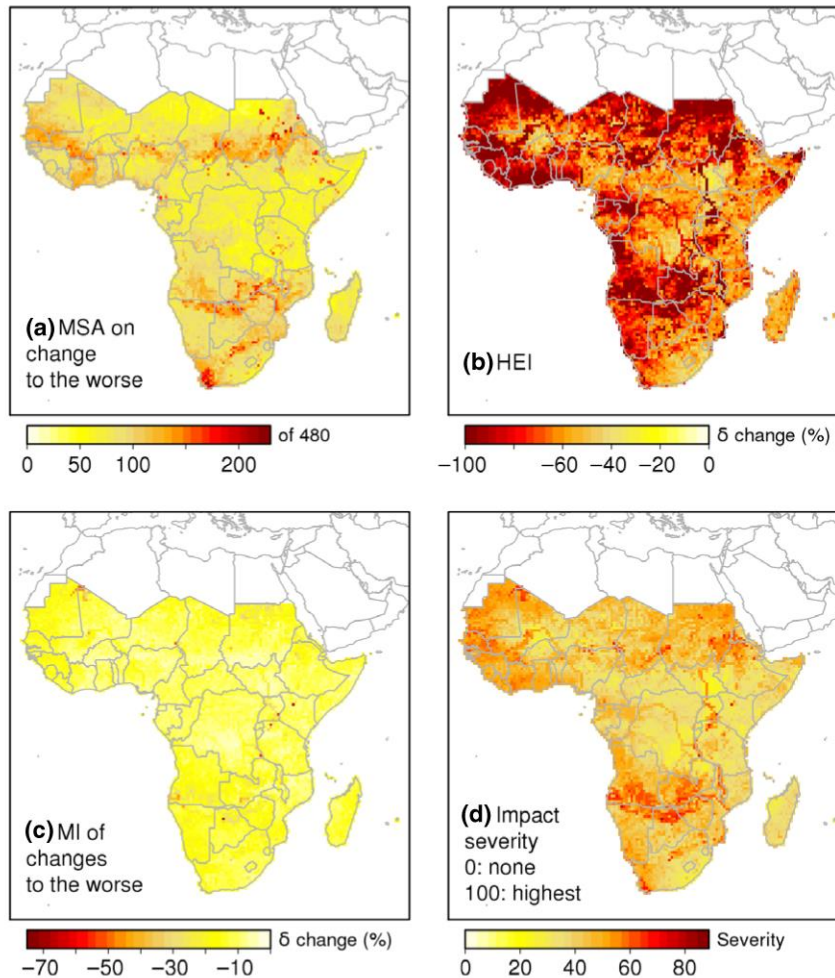 (a) MSA on
change
to the worse
0 50 100 200 of 480
(b) HEI
−100 −60 −40 −20 0 δ change (%)
(c) MI of
changes
to the worse
−70 −50 −30 −10 δ change (%)
(d) Impact
severity
0: none
100: highest
0 20 40 60 80 Severity